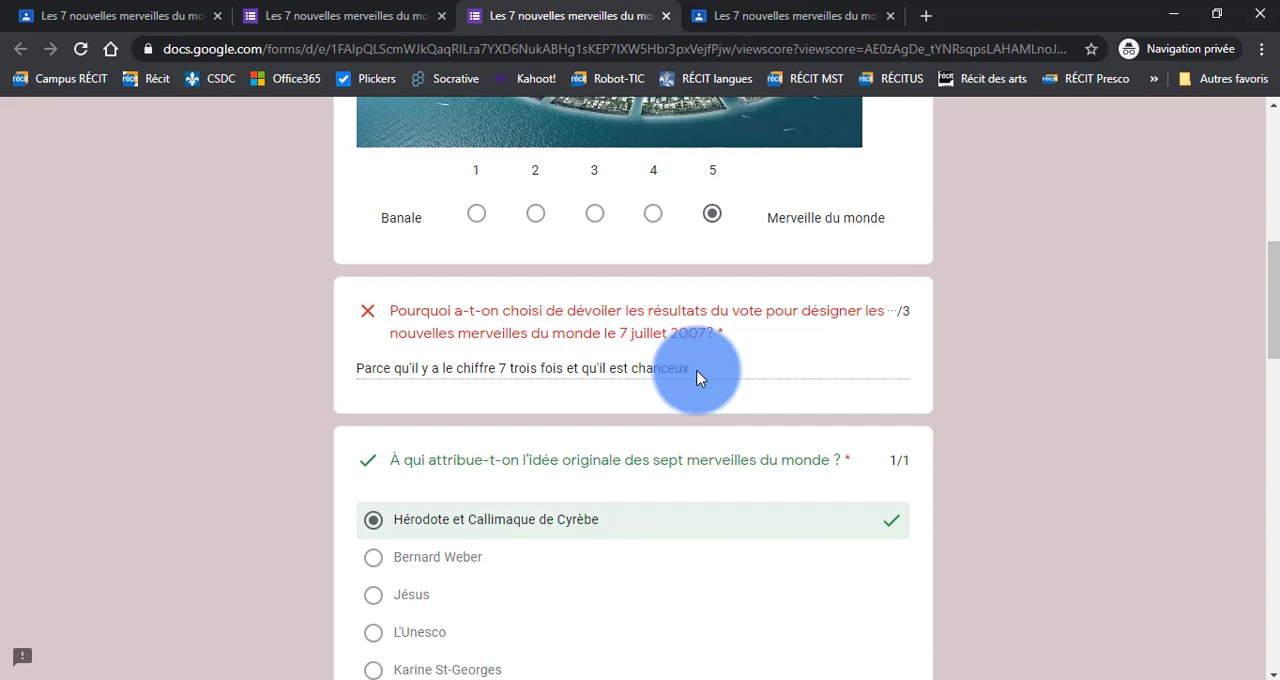 Les 7 nouvelles merveilles du mo
Les 7 nouvelles merveilles du mo
Les 7 nouvelles merveilles du mo
Les 7 nouvelles merveilles du mo
docs.google.com/forms/d/e/1FAIpQLScmWJkQaqRILra7YXD6NukABHg1sKEP7IXW5Hbr3pxVejfPjw/viewscore?viewscore=AE0zAgDe_tYNRsqpsLAHAMLnoJ...
Navigation privée
Campus RÉCIT
Récit
CSDC
Office365
Plickers
Socrative
Kahoot!
Robot-TIC
RÉCIT langues
RÉCIT MST
RÉCITUS
Récit des arts
RÉCIT Presco
»
Autres favoris
1 2 3 4 5
Banale
Merveille du monde
Pourquoi a-t-on choisi de dévoiler les résultats du vote pour désigner les ···/3
nouvelles merveilles du monde le 7 juillet 2007? *
Parce qu'il y a le chiffre 7 trois fois et qu'il est chanceux
À qui attribue-t-on l'idée originale des sept merveilles du monde ? * 1/1
Hérodote et Callimaque de Cyrèbe
Bernard Weber
Jésus
L'Unesco
Karine St-Georges